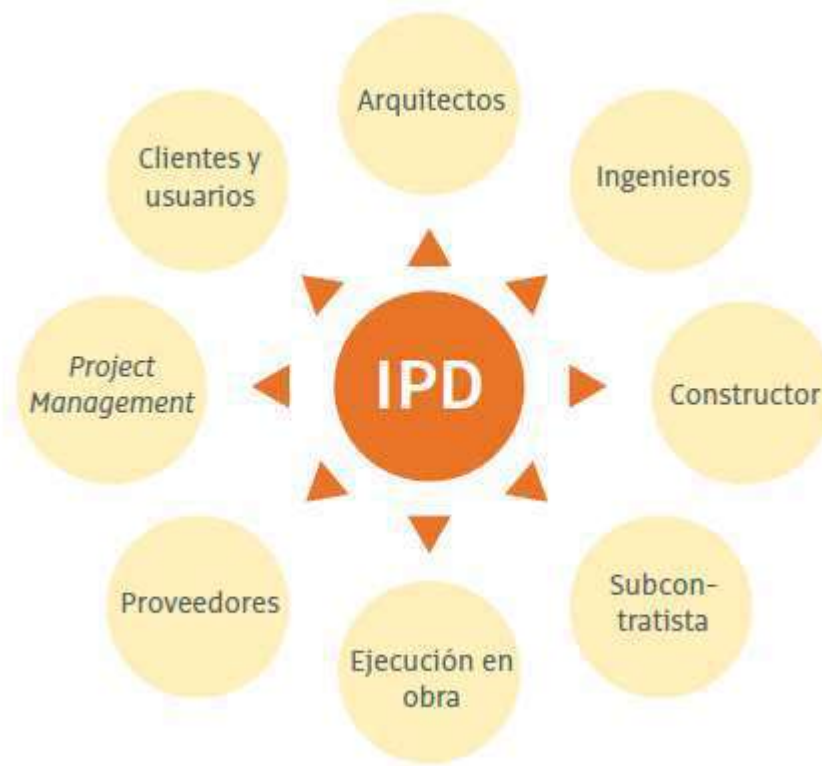 Arquitectos
Clientes y
usuarios
Ingenieros
Project
Management
IPD
Constructor
Proveedores
Subcon-
tratista
Ejecución en
obra